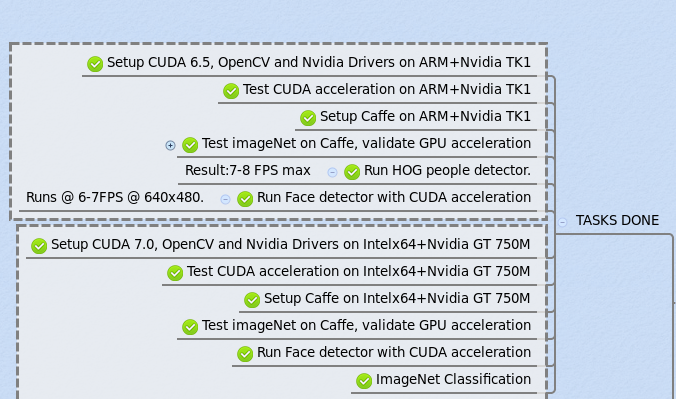 Setup CUDA 6.5, OpenCV and Nvidia Drivers on ARM+Nvidia TK1
Test CUDA acceleration on ARM+Nvidia TK1
Setup Caffe on ARM+Nvidia TK1
Test imageNet on Caffe, validate GPU acceleration
Result:7-8 FPS max Run HOG people detector.
Runs @ 6-7FPS @ 640x480. Run Face detector with CUDA acceleration
TASKS DONE
Setup CUDA 7.0, OpenCV and Nvidia Drivers on Intelx64+Nvidia GT 750M
Test CUDA acceleration on Intelx64+Nvidia GT 750M
Setup Caffe on Intelx64+Nvidia GT 750M
Test imageNet on Caffe, validate GPU acceleration
Run Face detector with CUDA acceleration
ImageNet Classification